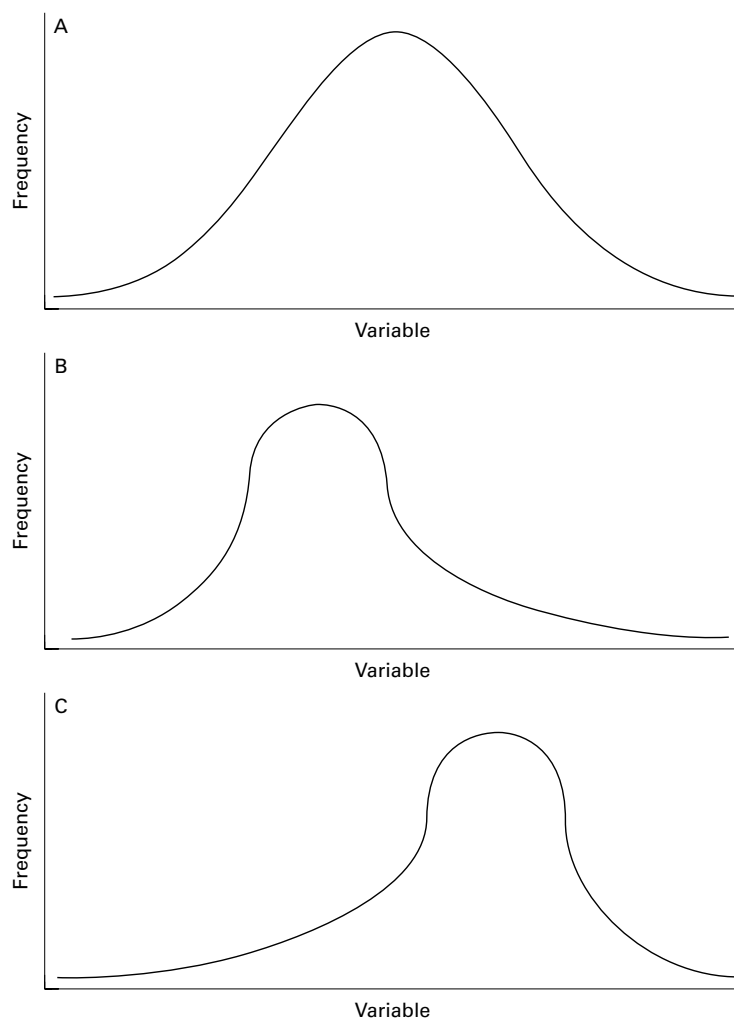 A
Frequency
Variable
B
Frequency
Variable
C
Frequency
Variable